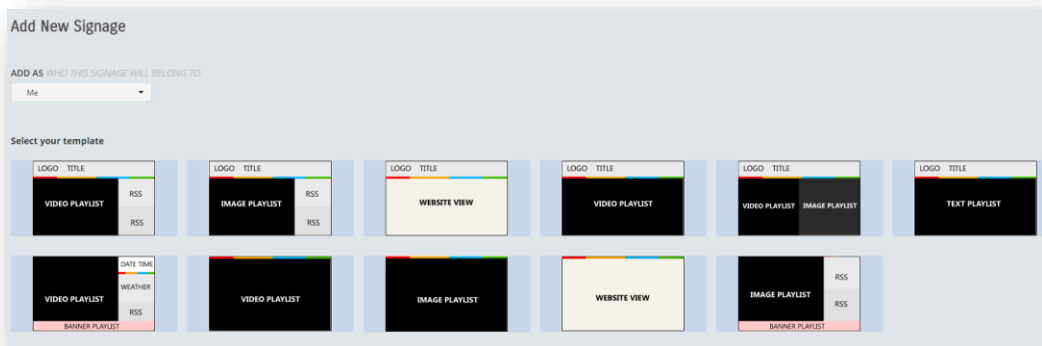 Add New Signage
ADD AS WHO THIS SIGNAGE WILL BELONG TO
Me
Select your template
LOGO TITLE
VIDEO PLAYLIST
RSS
RSS
LOGO TITLE
IMAGE PLAYLIST
RSS
RSS
LOGO TITLE
WEBSITE VIEW
LOGO TITLE
VIDEO PLAYLIST
LOGO TITLE
VIDEO PLAYLIST IMAGE PLAYLIST
LOGO TITLE
TEXT PLAYLIST
DATE TIME
VIDEO PLAYLIST
WEATHER
RSS
BANNER PLAYLIST
VIDEO PLAYLIST
IMAGE PLAYLIST
WEBSITE VIEW
IMAGE PLAYLIST
RSS
RSS
BANNER PLAYLIST